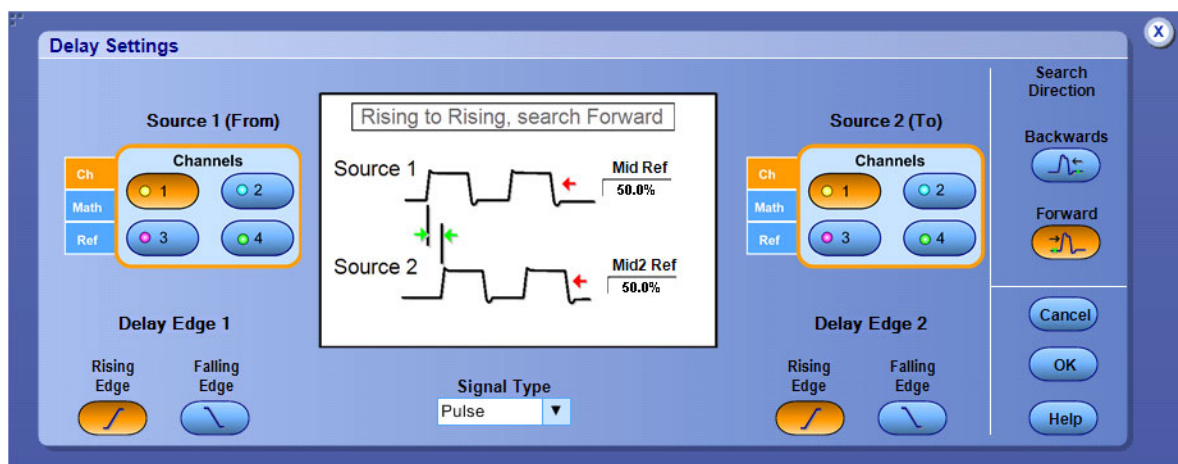 X
Delay Settings
Source 1 (From)
Ch
Math
Ref
Channels
1
2
3
4
Delay Edge 1
Rising
Edge
Falling
Edge
Rising to Rising, search Forward
Source 1
Mid Ref
50.0%
Source 2
Mid2 Ref
50.0%
Signal Type
Pulse
Source 2 (To)
Ch
Math
Ref
Channels
1
2
3
4
Delay Edge 2
Rising
Edge
Falling
Edge
Search
Direction
Backwards
Forward
Cancel
OK
Help